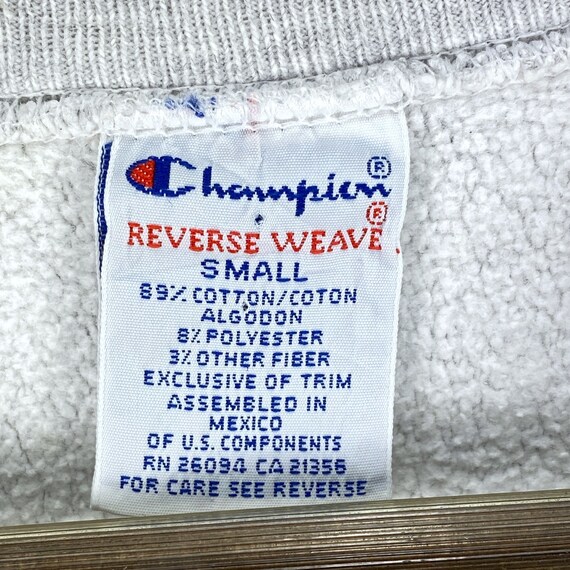 Champion ®
REVERSE WEAVE ®
SMALL
89% COTTON/COTON
ALGODON
8% POLYESTER
3% OTHER FIBER
EXCLUSIVE OF TRIM
ASSEMBLED IN
MEXICO
OF U.S. COMPONENTS
RN 26094 CA 21356
FOR CARE SEE REVERSE